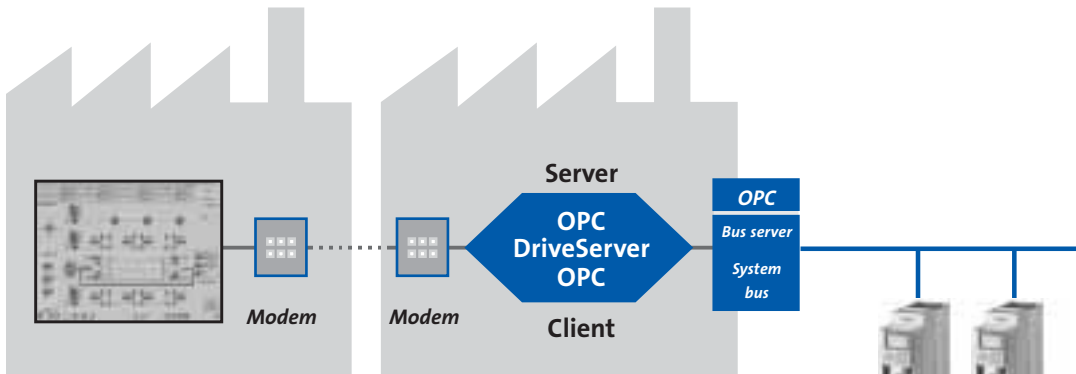 Server
OPC
DriveServer
OPC
Client
Modem
Modem
OPC
Bus server
System
bus